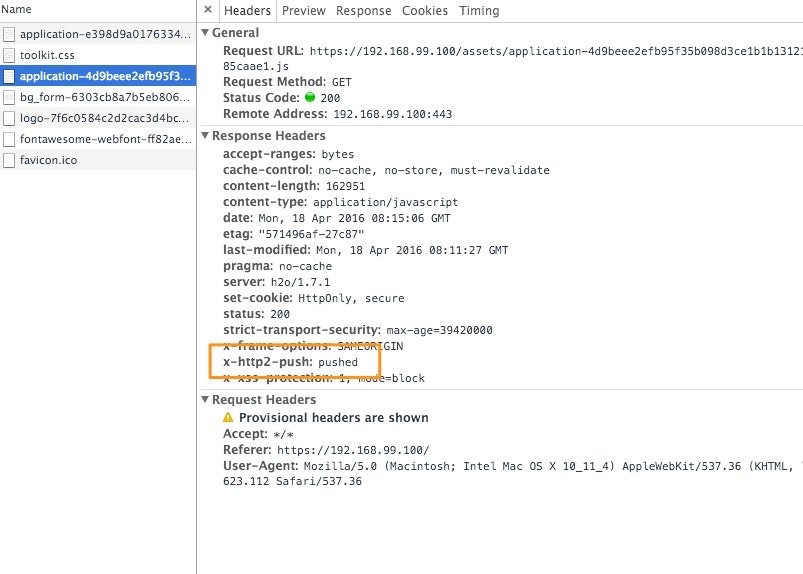 Name
Headers Preview Response Cookies Timing
application-e398d9a0176334...
toolkit.css
application-4d9beee2efb95f3...
bg_form-6303cb8a7b5eb806...
logo-7f6c0584c2d2cac3d4bc...
fontawesome-webfont-ff82ae...
favicon.ico
General
Request URL: https://192.168.99.100/assets/application-4d9beee2efb95f35b098d3ce1b1b13121
85caae1.js
Request Method: GET
Status Code: 200
Remote Address: 192.168.99.100:443
Response Headers
accept-ranges: bytes
cache-control: no-cache, no-store, must-revalidate
content-length: 162951
content-type: application/javascript
date: Mon, 18 Apr 2016 08:15:06 GMT
etag: "571496af-27c87"
last-modified: Mon, 18 Apr 2016 08:11:27 GMT
pragma: no-cache
server: h2o/1.7.1
set-cookie: HttpOnly, secure
status: 200
strict-transport-security: max-age=39420000
x-frame-options: SAMEORIGIN
x-http2-push: pushed
x-xss-protection: 1, mode=block
Request Headers
Provisional headers are shown
Accept: */*
Referer: https://192.168.99.100/
User-Agent: Mozilla/5.0 (Macintosh; Intel Mac OS X 10_11_4) AppleWebKit/537.36 (KHTML,
623.112 Safari/537.36